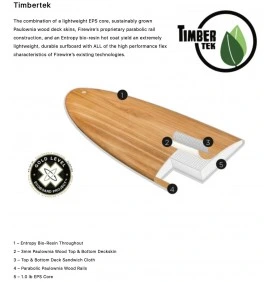 Timbertek
TIMBER
TEK
The combination of a lightweight EPS core, sustainably grown
Paulownia wood deck skins, Firewire's proprietary parabolic rail
construction, and an Entropy bio-resin hot coat yield an extremely
lightweight, durable surfboard with ALL of the high performance flex
characteristics of Firewire's existing technologies.
1
2
3
5
4
GOLD LEVEL
ECOBOARD PROJECT
1 – Entropy Bio-Resin Throughout
2 – 3mm Paulownia Wood Top & Bottom Deckskin
3 – Top & Bottom Deck Sandwich Cloth
4 – Parabolic Paulownia Wood Rails
5 – 1.0 lb EPS Core